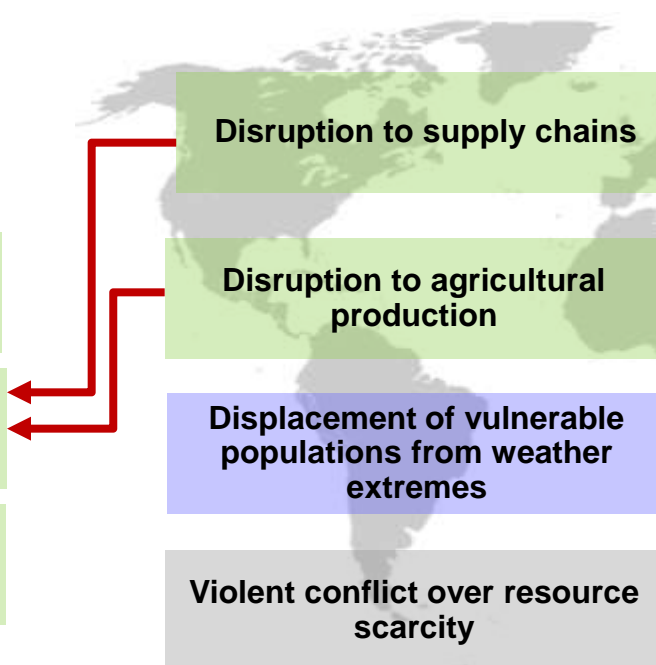 Disruption to supply chains
Disruption to agricultural
production
Displacement of vulnerable
populations from weather
extremes
Violent conflict over resource
scarcity